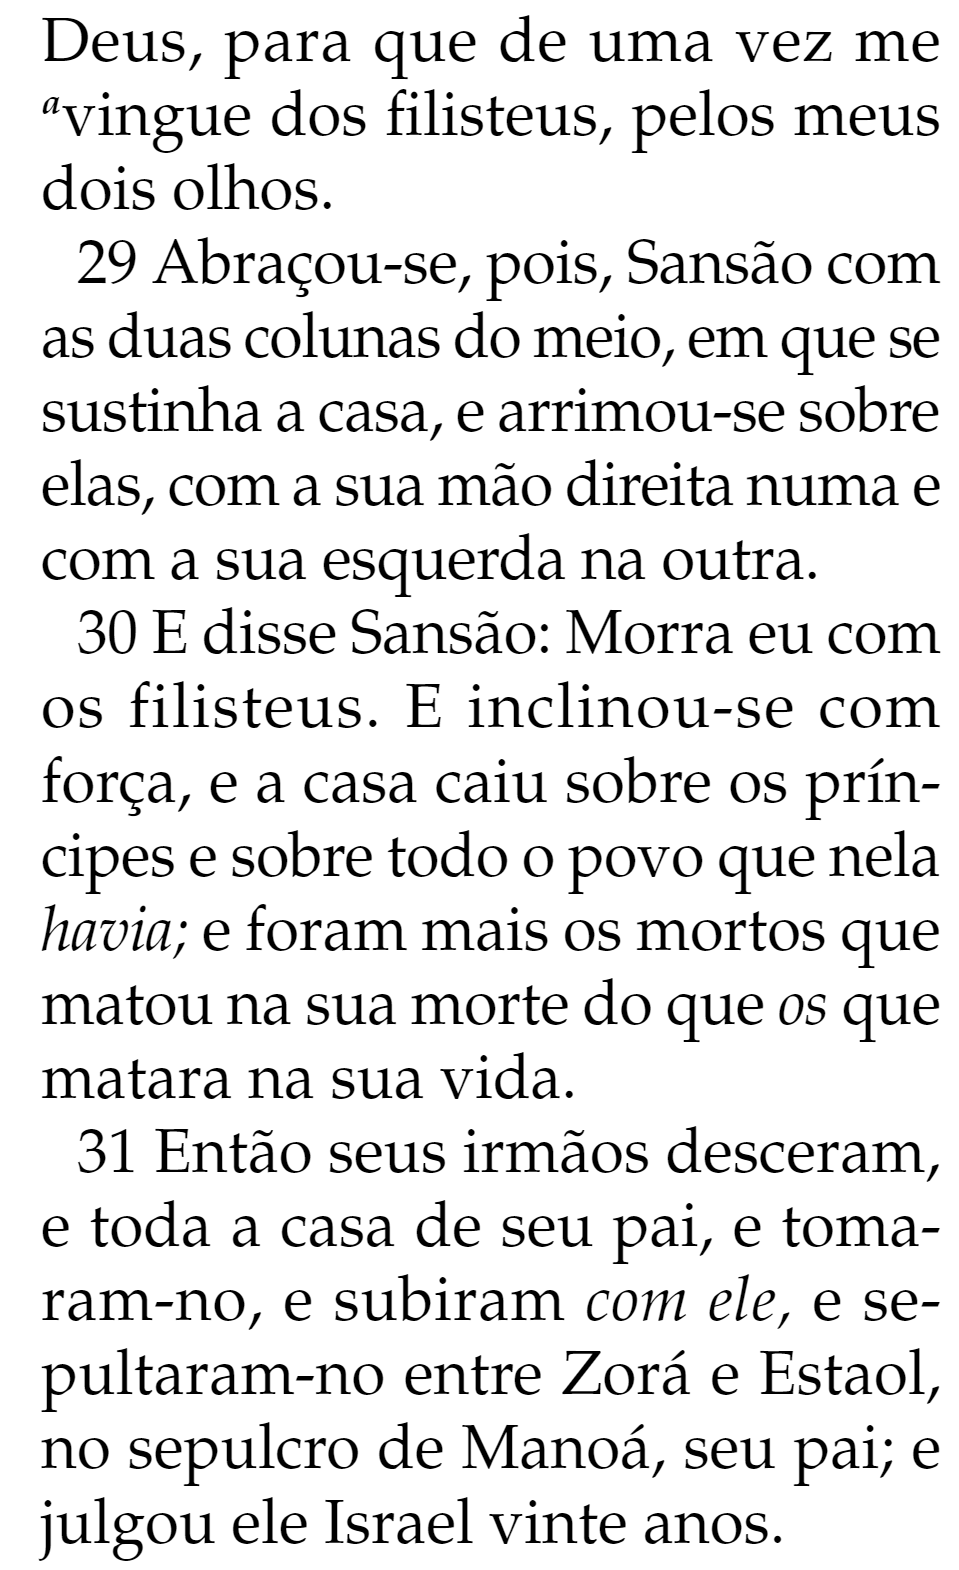 Deus, para que de uma vez me
ᵃvingue dos filisteus, pelos meus
dois olhos.
29 Abraçou-se, pois, Sansão com
as duas colunas do meio, em que se
sustinha a casa, e arrimou-se sobre
elas, com a sua mão direita numa e
com a sua esquerda na outra.
30 E disse Sansão: Morra eu com
os filisteus. E inclinou-se com
força, e a casa caiu sobre os prín-
cipes e sobre todo o povo que nela
havia; e foram mais os mortos que
matou na sua morte do que os que
matara na sua vida.
31 Então seus irmãos desceram,
e toda a casa de seu pai, e toma-
ram-no, e subiram com ele, e se-
pultaram-no entre Zorá e Estaol,
no sepulcro de Manoá, seu pai; e
julgou ele Israel vinte anos.